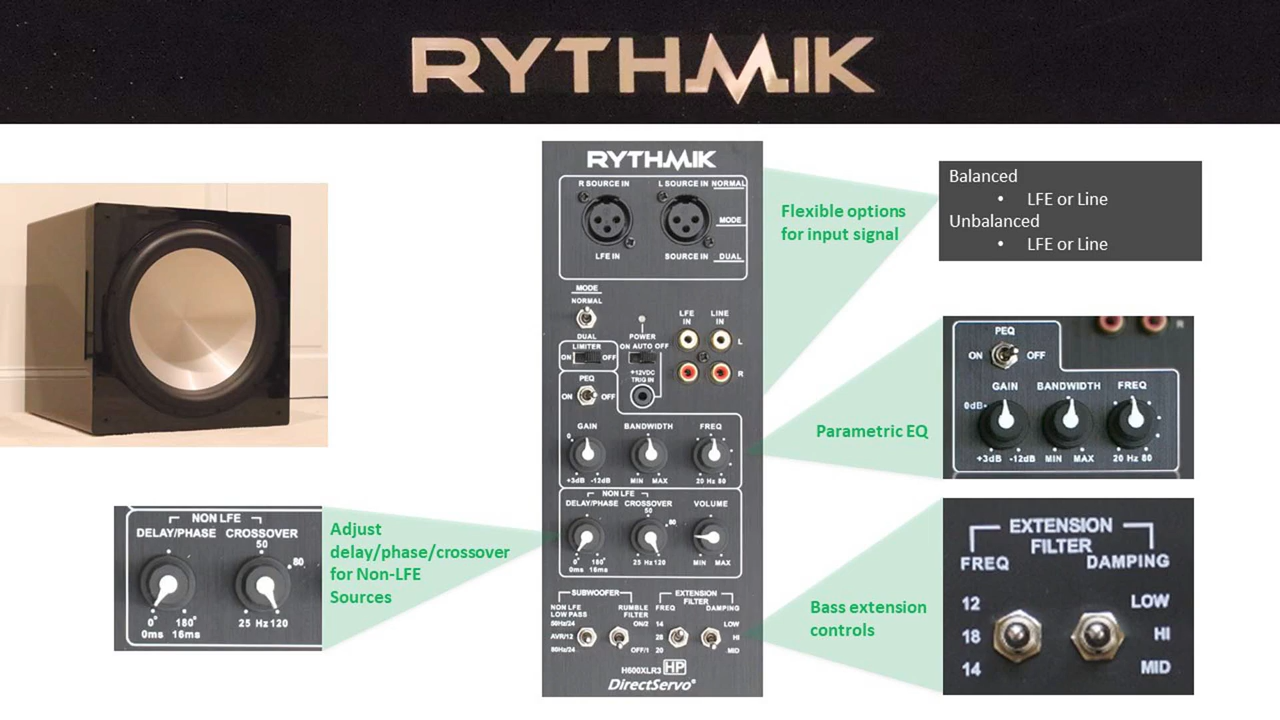 RYTHMIK
RYTHMIK
R SOURCE IN
L SOURCE IN
NORMAL
MODE
LFE IN
SOURCE IN
DUAL
MODE
NORMAL
DUAL
LIMITER
ON
OFF
POWER
ON AUTO OFF
+12VDC
TRIG IN
LFE
IN
LINE
IN
L
R
PEQ
ON
OFF
GAIN
BANDWIDTH
FREQ
0
+3dB -12dB
MIN MAX
20 Hz 80
NON LFE
DELAY/PHASE
CROSSOVER
VOLUME
50
80
0° 180°
0ms 16ms
25 Hz 120
MIN MAX
SUBWOOFER
NON LFE
LOW PASS
50Hz/24
AVR/12
80Hz/24
RUMBLE
FILTER
ON/2
OFF/1
EXTENSION
FILTER
FREQ
DAMPING
14
28
20
LOW
HI
MID
H600XLR3 HP
DirectServo®
Flexible options
for input signal
Balanced
• LFE or Line
Unbalanced
• LFE or Line
Parametric EQ
PEQ
ON
OFF
R
GAIN
BANDWIDTH
FREQ
0dB
+3dB -12dB
MIN MAX
20 Hz 80
NON LFE
DELAY/PHASE CROSSOVER
50
80
0° 180°
0ms 16ms
25 Hz 120
Adjust
delay/phase/crossover
for Non-LFE
Sources
Bass extension
controls
EXTENSION
FILTER
FREQ
DAMPING
12
18
14
LOW
HI
MID